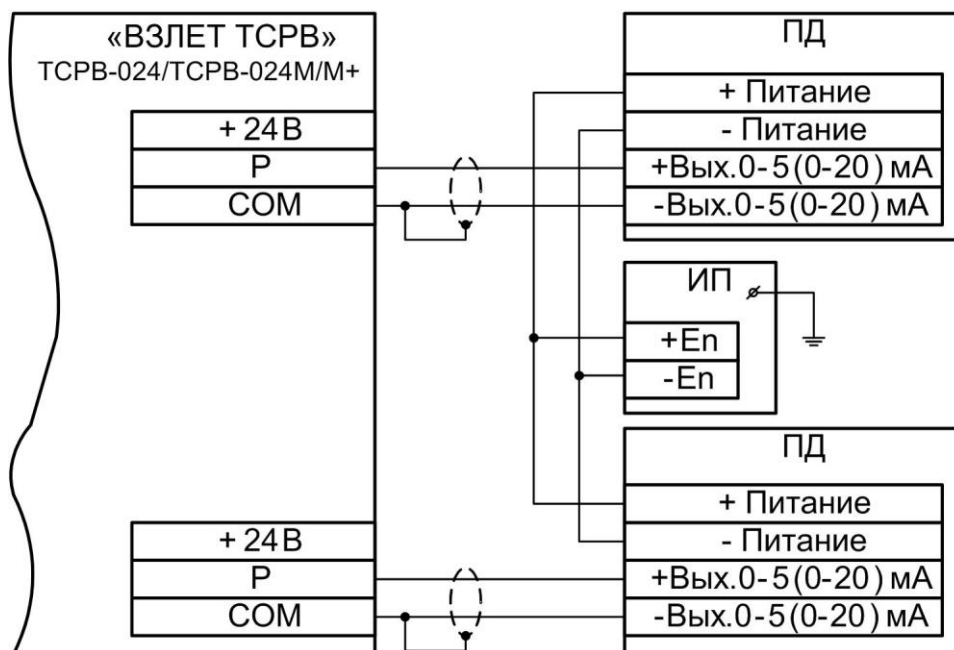 «ВЗЛЕТ ТСРВ»
ТСРВ-024/ТСРВ-024М/М+
+ 24В
Р
COM
ПД
+ Питание
- Питание
+Вых.0-5(0-20) мА
-Вых.0-5(0-20) мА
ИП
+En
-En
+ 24В
Р
COM
ПД
+ Питание
- Питание
+Вых.0-5(0-20) мА
-Вых.0-5(0-20) мА